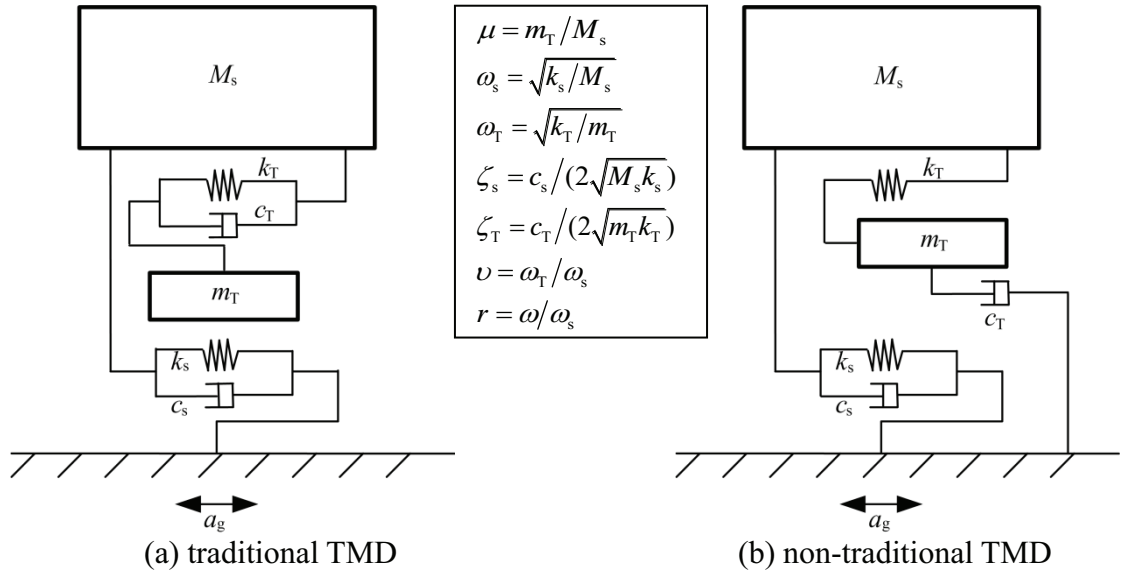 M_s
k_T
c_T
m_T
k_s
c_s
a_g
(a) traditional TMD
μ = m_T/M_s
ω_s = √(k_s/M_s)
ω_T = √(k_T/m_T)
ζ_s = c_s/(2√(M_s k_s))
ζ_T = c_T/(2√(m_T k_T))
υ = ω_T/ω_s
r = ω/ω_s
M_s
k_T
m_T
c_T
k_s
c_s
a_g
(b) non-traditional TMD